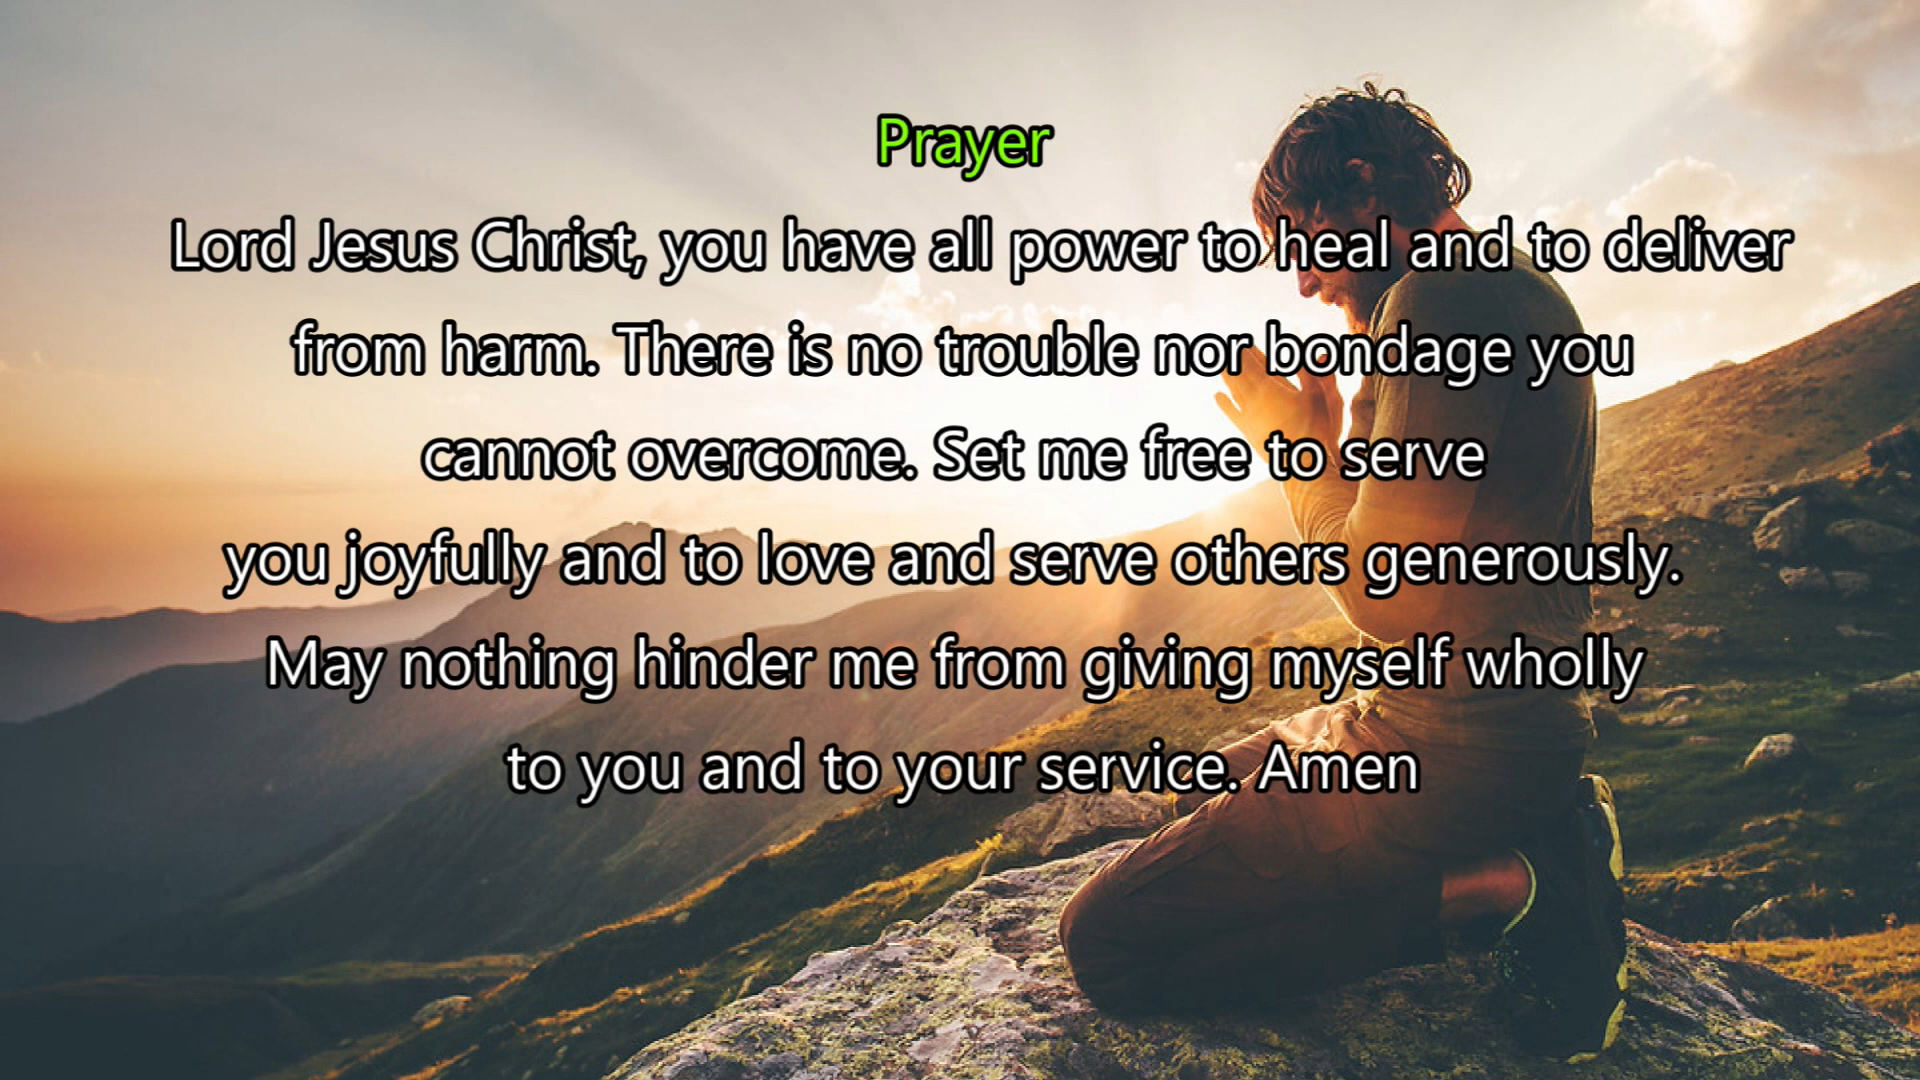 Prayer
Lord Jesus Christ, you have all power to heal and to deliver
from harm. There is no trouble nor bondage you
cannot overcome. Set me free to serve
you joyfully and to love and serve others generously.
May nothing hinder me from giving myself wholly
to you and to your service. Amen